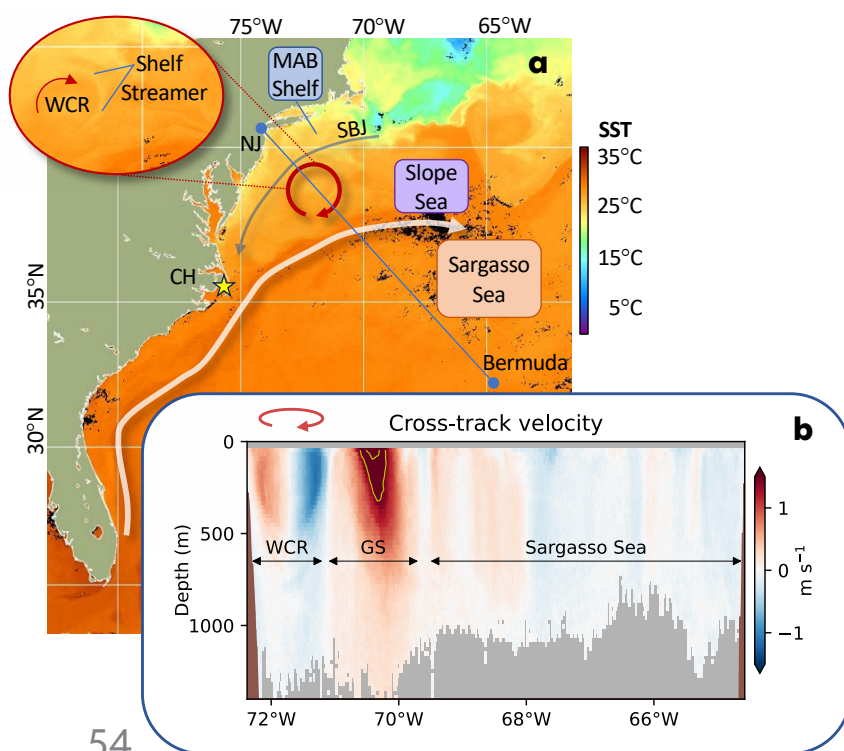 75°W 70°W 65°W
a
Shelf
Streamer
WCR
MAB
Shelf
SBJ
NJ
Slope
Sea
Sargasso
Sea
CH
Bermuda
35°N
30°N
SST
35°C
25°C
15°C
5°C
Cross-track velocity
b
0
500
1000
Depth (m)
WCR
GS
Sargasso Sea
72°W 70°W 68°W 66°W
1
0
−1
m s⁻¹
54